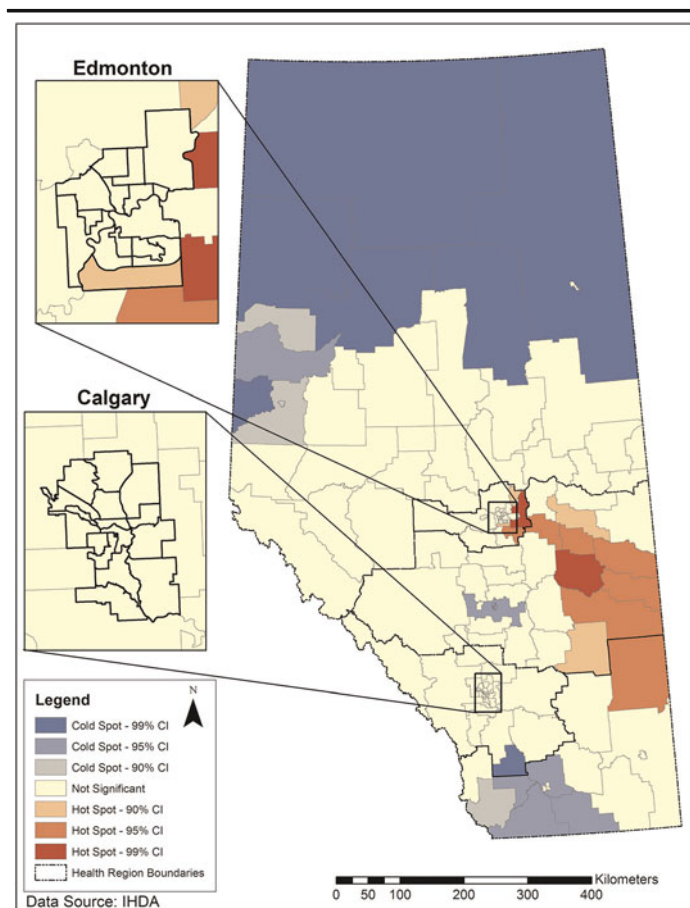 Edmonton
Calgary
Legend
N
Cold Spot - 99% CI
Cold Spot - 95% CI
Cold Spot - 90% CI
Not Significant
Hot Spot - 90% CI
Hot Spot - 95% CI
Hot Spot - 99% CI
Health Region Boundaries
Data Source: IHDA
Kilometers
0 50 100 200 300 400